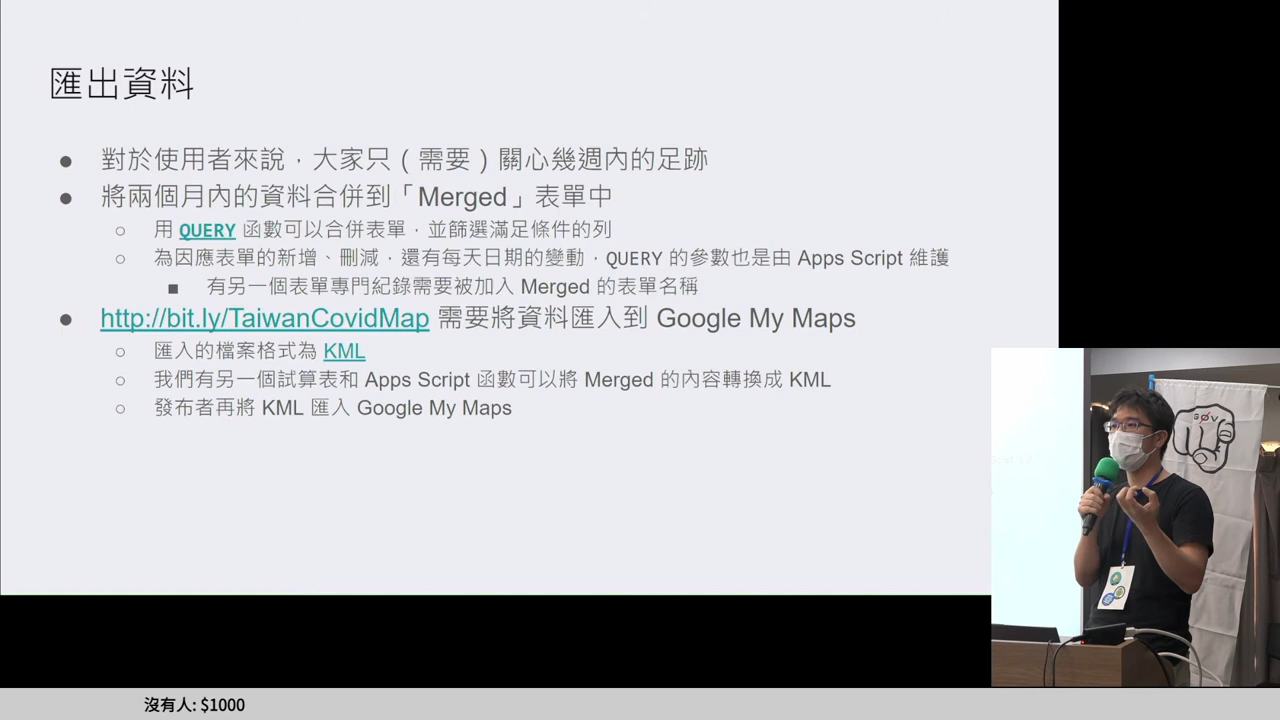 匯出資料
● 對於使用者來說，大家只（需要）關心幾週內的足跡
● 將兩個月內的資料合併到「Merged」表單中
○ 用 QUERY 函數可以合併表單，並篩選滿足條件的列
○ 為因應表單的新增、刪減，還有每天日期的變動，QUERY 的參數也是由 Apps Script 維護
■ 有另一個表單專門紀錄需要被加入 Merged 的表單名稱
● http://bit.ly/TaiwanCovidMap 需要將資料匯入到 Google My Maps
○ 匯入的檔案格式為 KML
○ 我們有另一個試算表和 Apps Script 函數可以將 Merged 的內容轉換成 KML
○ 發布者再將 KML 匯入 Google My Maps
GØV
沒有人: $1000